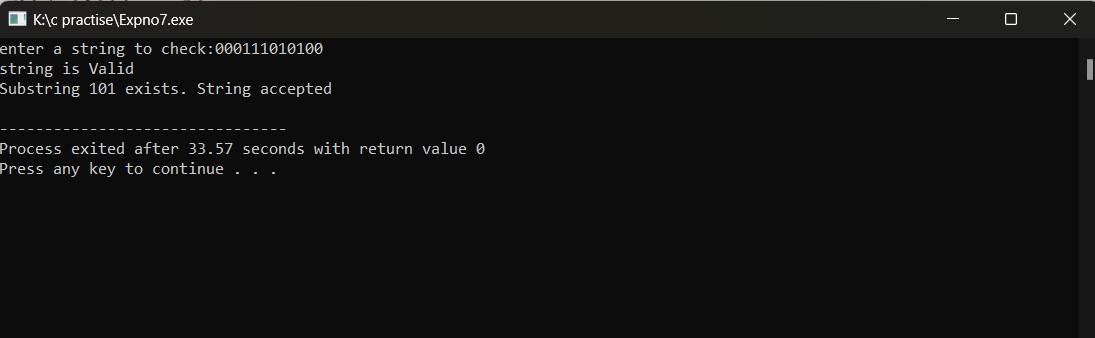 K:\c practise\Expno7.exe
enter a string to check:000111010100
string is Valid
Substring 101 exists. String accepted
--------------------------------
Process exited after 33.57 seconds with return value 0
Press any key to continue . . .